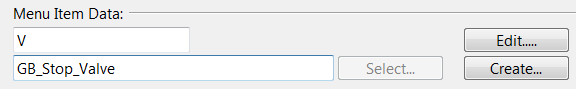 Menu Item Data:
V Edit.....
GB_Stop_Valve Select... Create...